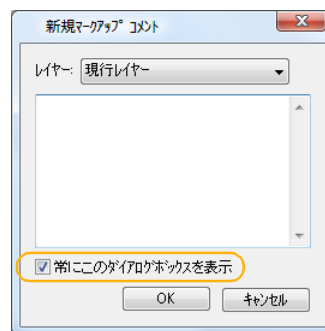 新規ﾏｰｸｱｯﾌﾟ ｺﾒﾝﾄ
ﾚｲﾔｰ: 現行ﾚｲﾔｰ
常にこのﾀﾞｲｱﾛｸﾞﾎﾞｯｸｽを表示
OK ｷｬﾝｾﾙ